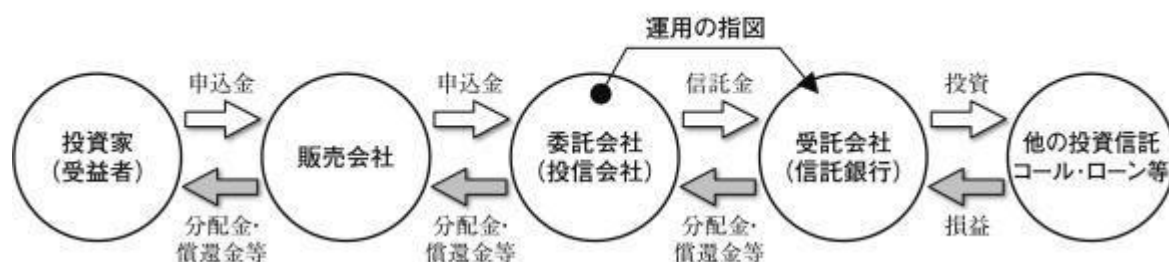 運用の指図
申込金
申込金
信託金
投資
投資家
(受益者)
販売会社
委託会社
(投信会社)
受託会社
(信託銀行)
他の投資信託
コール・ローン等
分配金・
償還金等
分配金・
償還金等
分配金・
償還金等
損益